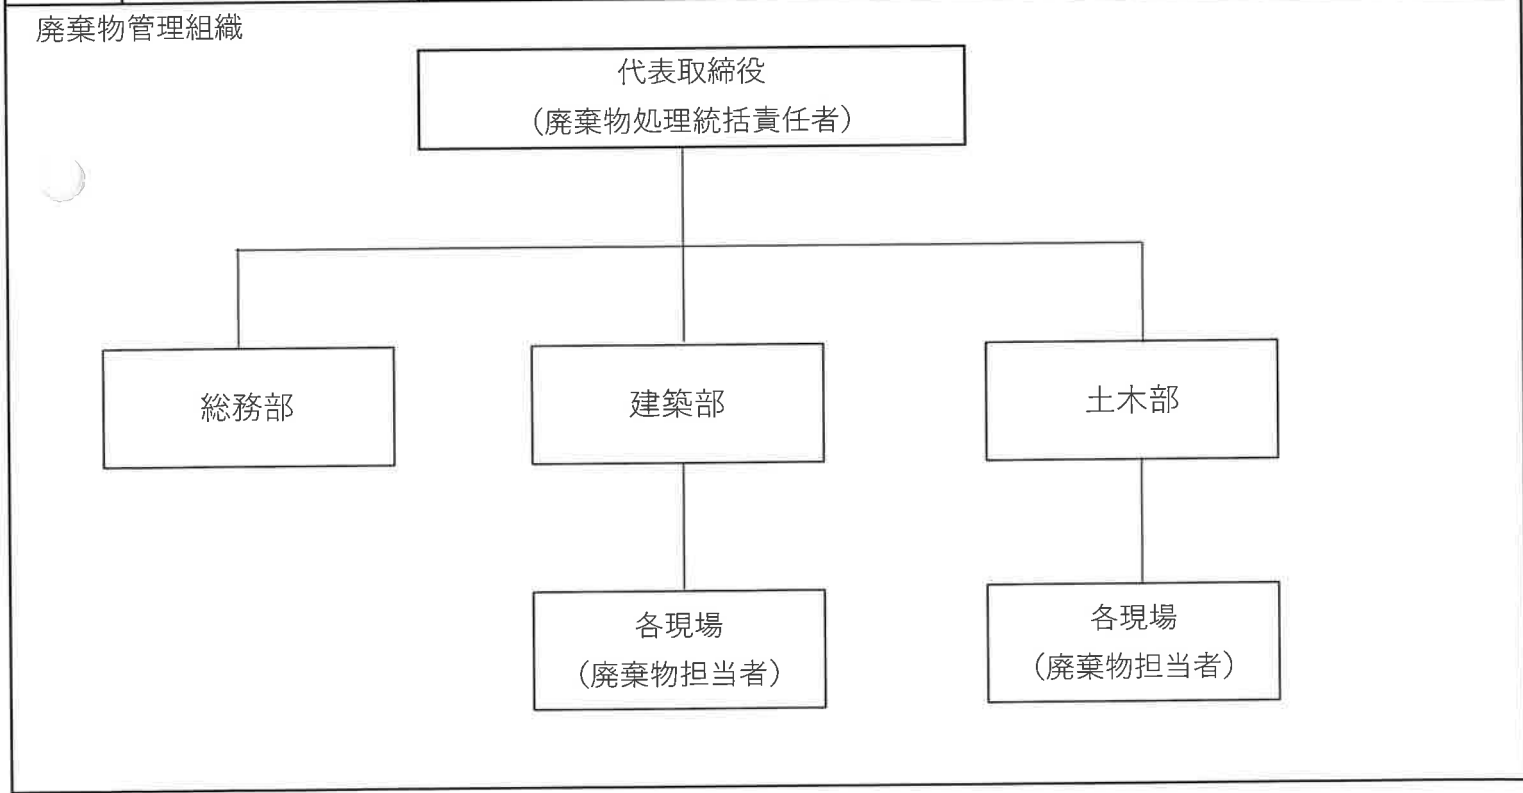 廃棄物管理組織
代表取締役
（廃棄物処理統括責任者）
総務部
建築部
土木部
各現場
（廃棄物担当者）
各現場
（廃棄物担当者）